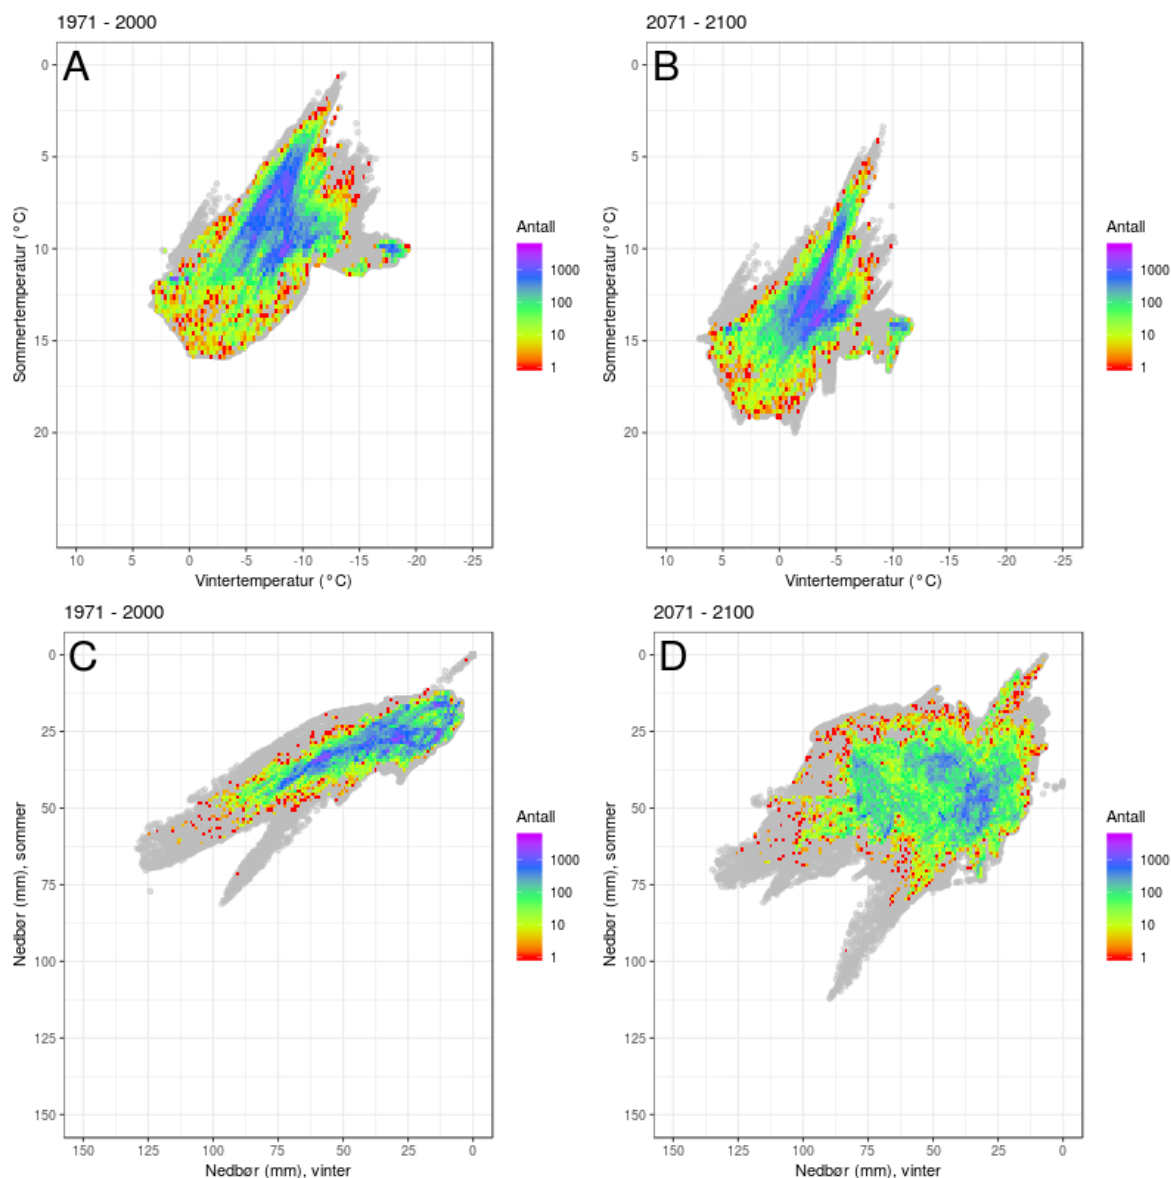 1971 - 2000
A
0
5
10
15
20
Sommertemperatur (°C)
10 5 0 -5 -10 -15 -20 -25
Vintertemperatur (°C)
Antall
1000
100
10
1
2071 - 2100
B
0
5
10
15
20
Sommertemperatur (°C)
10 5 0 -5 -10 -15 -20 -25
Vintertemperatur (°C)
Antall
1000
100
10
1
1971 - 2000
C
0
25
50
75
100
125
150
Nedbør (mm), sommer
150 125 100 75 50 25 0
Nedbør (mm), vinter
Antall
1000
100
10
1
2071 - 2100
D
0
25
50
75
100
125
150
Nedbør (mm), sommer
150 125 100 75 50 25 0
Nedbør (mm), vinter
Antall
1000
100
10
1